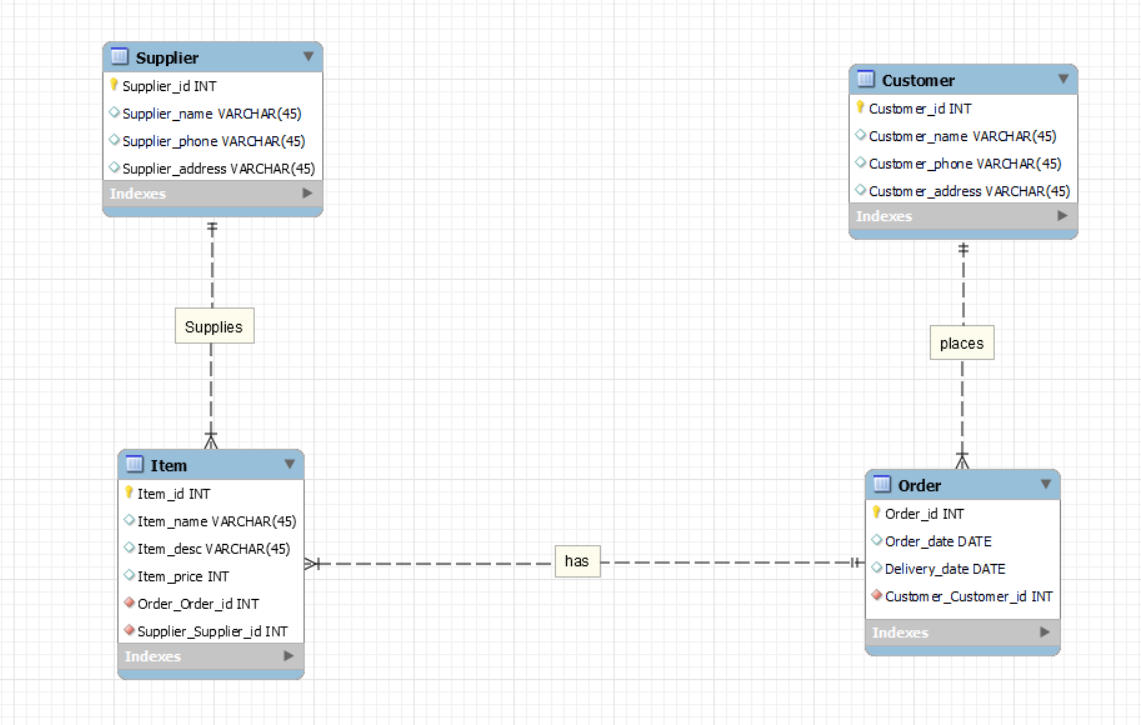 Supplier
Supplier_id INT
Supplier_name VARCHAR(45)
Supplier_phone VARCHAR(45)
Supplier_address VARCHAR(45)
Indexes
Customer
Customer_id INT
Customer_name VARCHAR(45)
Customer_phone VARCHAR(45)
Customer_address VARCHAR(45)
Indexes
Supplies
places
Item
Item_id INT
Item_name VARCHAR(45)
Item_desc VARCHAR(45)
Item_price INT
Order_Order_id INT
Supplier_Supplier_id INT
Indexes
has
Order
Order_id INT
Order_date DATE
Delivery_date DATE
Customer_Customer_id INT
Indexes